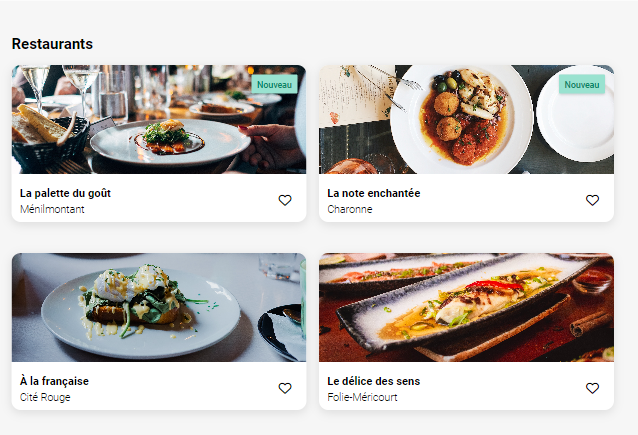 Restaurants
Nouveau
Nouveau
La palette du goût
Ménilmontant
La note enchantée
Charonne
À la française
Cité Rouge
Le délice des sens
Folie-Méricourt